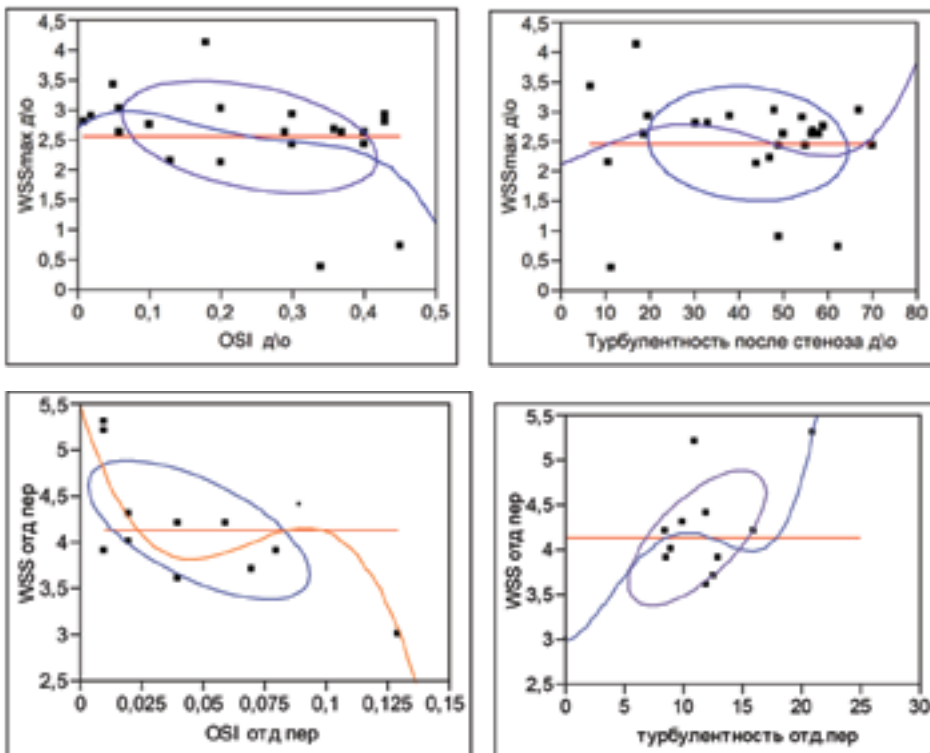 4,5
4
3,5
3
2,5
2
1,5
1
0,5
0
WSSmax д\о
0 0,1 0,2 0,3 0,4 0,5
OSI д\о
4,5
4
3,5
3
2,5
2
1,5
1
0,5
0
WSSmax д\о
0 10 20 30 40 50 60 70 80
Турбулентность после стеноза д\о
5,5
5
4,5
4
3,5
3
2,5
WSS отд пер
0 0,025 0,05 0,075 0,1 0,125 0,15
OSI отд пер
5,5
5
4,5
4
3,5
3
2,5
WSS отд пер
0 5 10 15 20 25 30
турбулентность отд.пер